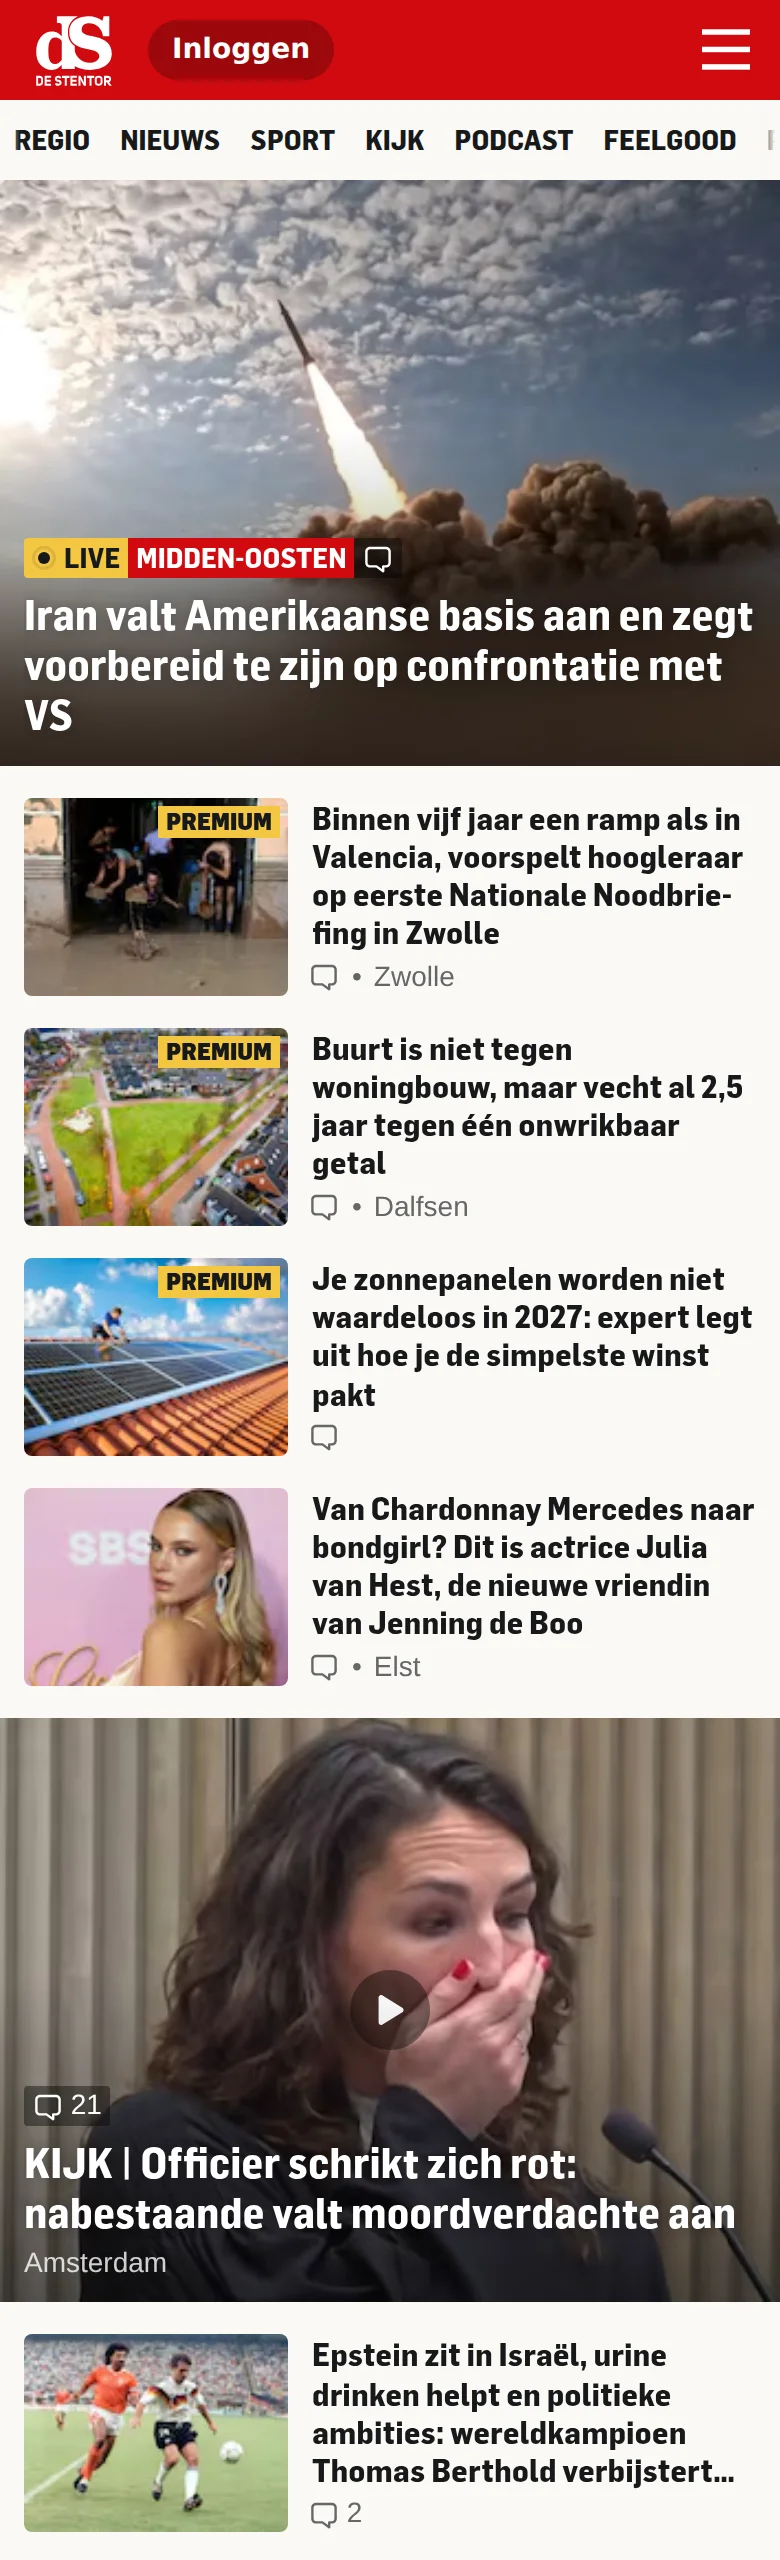 dS
DE STENTOR
Inloggen
REGIO NIEUWS SPORT KIJK PODCAST FEELGOOD
LIVE MIDDEN-OOSTEN
Iran valt Amerikaanse basis aan en zegt
voorbereid te zijn op confrontatie met
VS
PREMIUM
Binnen vijf jaar een ramp als in
Valencia, voorspelt hoogleraar
op eerste Nationale Noodbrie-
fing in Zwolle
• Zwolle
PREMIUM
Buurt is niet tegen
woningbouw, maar vecht al 2,5
jaar tegen één onwrikbaar
getal
• Dalfsen
PREMIUM
Je zonnepanelen worden niet
waardeloos in 2027: expert legt
uit hoe je de simpelste winst
pakt
SBS
Van Chardonnay Mercedes naar
bondgirl? Dit is actrice Julia
van Hest, de nieuwe vriendin
van Jenning de Boo
• Elst
21
KIJK | Officier schrikt zich rot:
nabestaande valt moordverdachte aan
Amsterdam
Epstein zit in Israël, urine
drinken helpt en politieke
ambities: wereldkampioen
Thomas Berthold verbijstert...
2